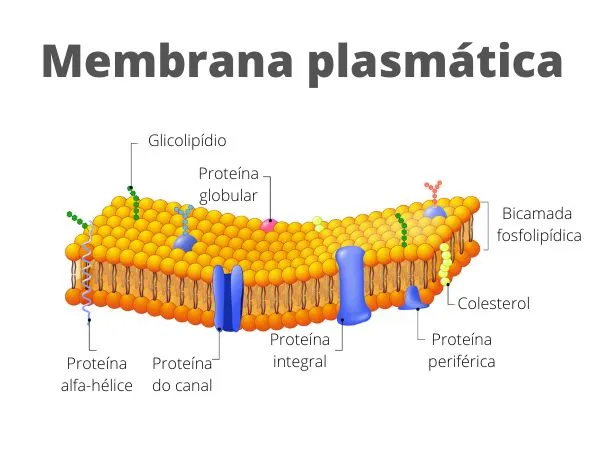 Membrana plasmática
Glicolipídio
Proteína
globular
Bicamada
fosfolipídica
Colesterol
Proteína
alfa-hélice
Proteína
do canal
Proteína
integral
Proteína
periférica